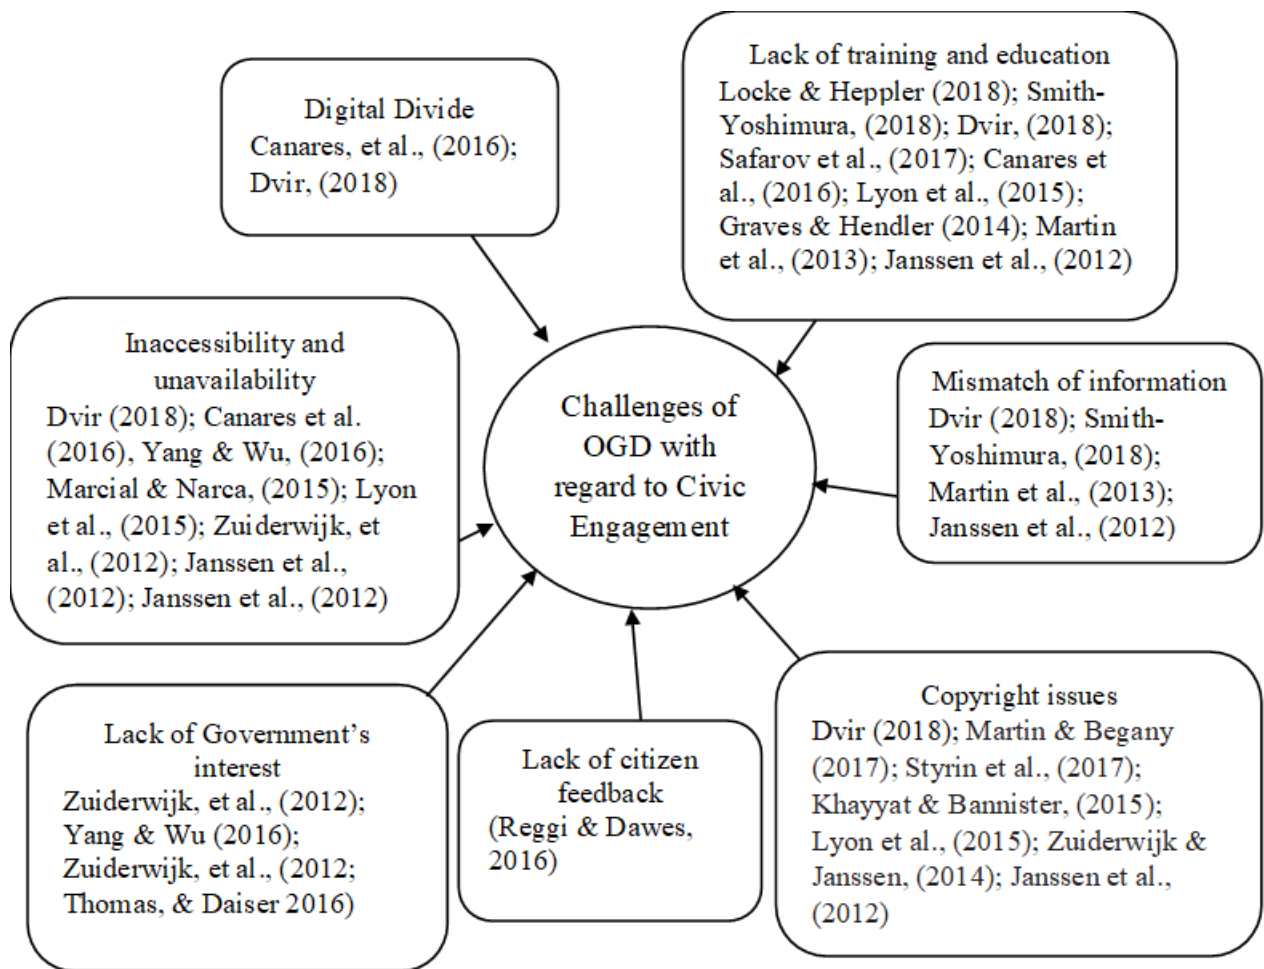 Digital Divide
Canares, et al., (2016);
Dvir, (2018)
Lack of training and education
Locke & Heppler (2018); Smith-
Yoshimura, (2018); Dvir, (2018);
Safarov et al., (2017); Canares et
al., (2016); Lyon et al., (2015);
Graves & Hendler (2014); Martin
et al., (2013); Janssen et al., (2012)
Inaccessibility and
unavailability
Dvir (2018); Canares et al.
(2016), Yang & Wu, (2016);
Marcial & Narca, (2015); Lyon
et al., (2015); Zuiderwijk, et
al., (2012); Janssen et al.,
(2012); Janssen et al., (2012)
Challenges of
OGD with
regard to Civic
Engagement
Mismatch of information
Dvir (2018); Smith-
Yoshimura, (2018);
Martin et al., (2013);
Janssen et al., (2012)
Lack of Government’s
interest
Zuiderwijk, et al., (2012);
Yang & Wu (2016);
Zuiderwijk, et al., (2012;
Thomas, & Daiser 2016)
Lack of citizen
feedback
(Reggi & Dawes,
2016)
Copyright issues
Dvir (2018); Martin & Begany
(2017); Styrin et al., (2017);
Khayyat & Bannister, (2015);
Lyon et al., (2015); Zuiderwijk &
Janssen, (2014); Janssen et al.,
(2012)